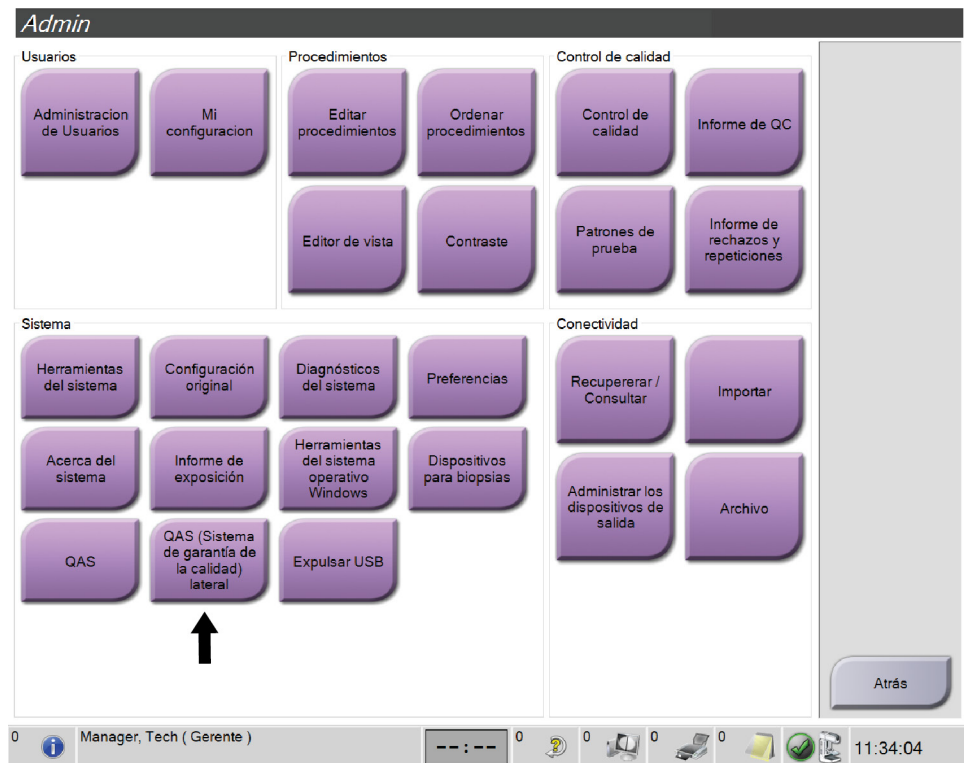 Admin
Usuarios
Administracion
de Usuarios
Mi
configuracion
Procedimientos
Editar
procedimientos
Ordenar
procedimientos
Editor de vista
Contraste
Control de calidad
Control de
calidad
Informe de QC
Patrones de
prueba
Informe de
rechazos y
repeticiones
Sistema
Herramientas
del sistema
Configuración
original
Diagnósticos
del sistema
Preferencias
Acerca del
sistema
Informe de
exposición
Herramientas
del sistema
operativo
Windows
Dispositivos
para biopsias
QAS
QAS (Sistema
de garantía de
la calidad)
lateral
Expulsar USB
Conectividad
Recupererar /
Consultar
Importar
Administrar los
dispositivos de
salida
Archivo
Atrás
0
Manager, Tech ( Gerente )
--:--
0
0
0
0
11:34:04